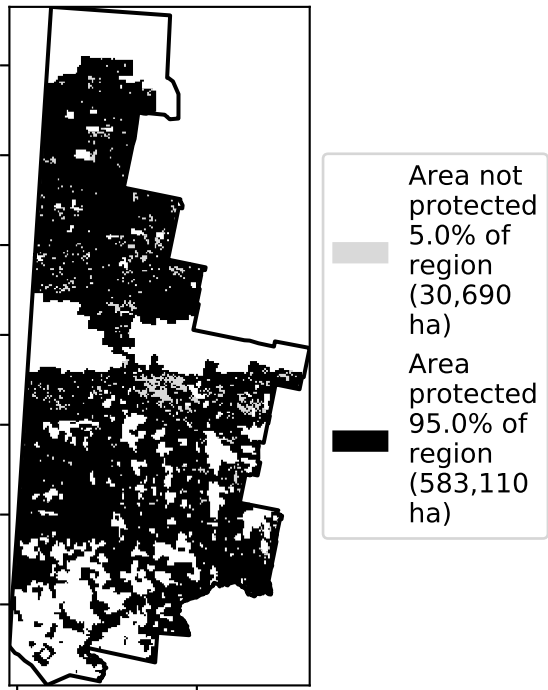 Area not
protected
5.0% of
region
(30,690
ha)
Area
protected
95.0% of
region
(583,110
ha)